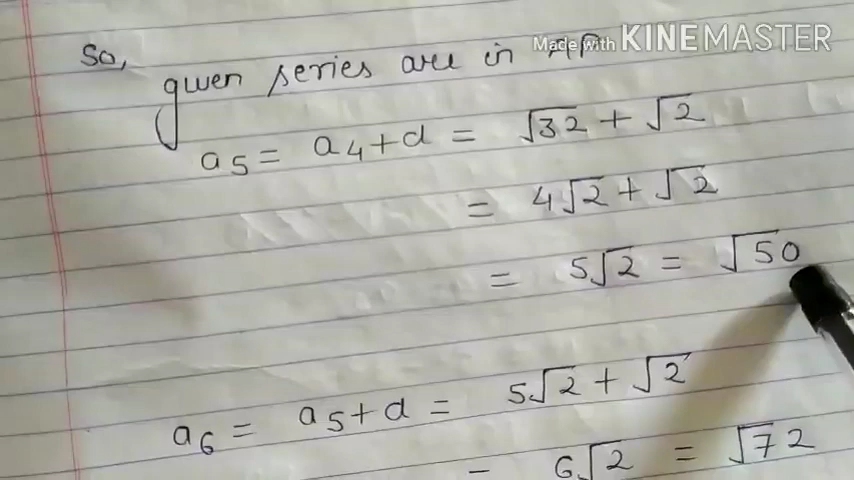 So,
Made with KINEMASTER
given series are in AP
a5 = a4+d = √32 + √2
= 4√2 + √2
= 5√2 = √50
a6 = a5+d = 5√2 + √2
= 6√2 = √72